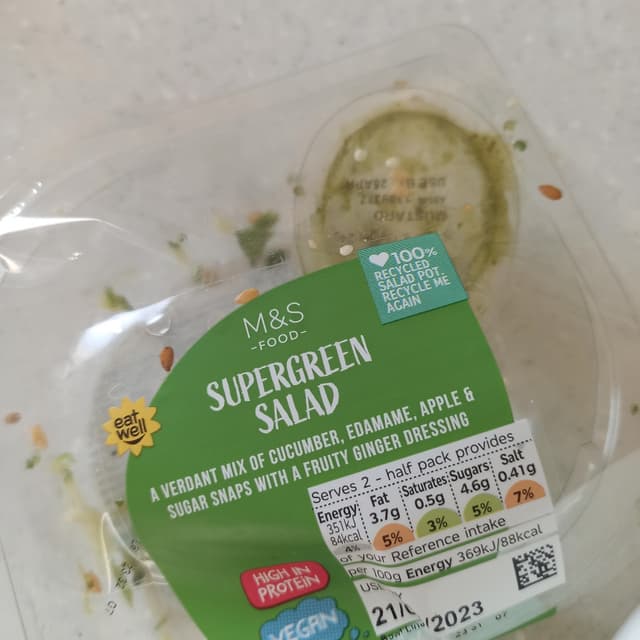 MUSTARD
♥100%
RECYCLED
SALAD POT.
RECYCLE ME
AGAIN
M&S
-FOOD-
SUPERGREEN
SALAD
eat
well
A VERDANT MIX OF CUCUMBER, EDAMAME, APPLE &
SUGAR SNAPS WITH A FRUITY GINGER DRESSING
Serves 2 - half pack provides
Energy Fat Saturates Sugars Salt
351kJ 3.7g 0.5g 4.6g 0.41g
84kcal
4% 5% 3% 5% 7%
of your Reference intake
per 100g Energy 369kJ/88kcal
HIGH IN
PROTEIN
VEGAN
21/ /2023